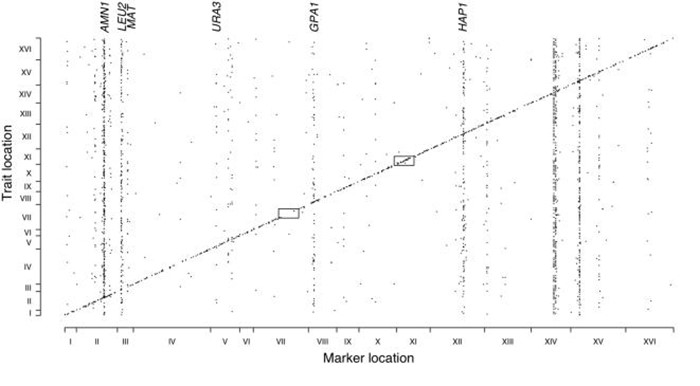 AMN1
LEU2
MAT
URA3
GPA1
HAP1
Trait location
XVI
XV
XIV
XIII
XII
XI
X
IX
VIII
VII
VI
V
IV
III
II
I
I II III IV V VI VII VIII IX X XI XII XIII XIV XV XVI
Marker location